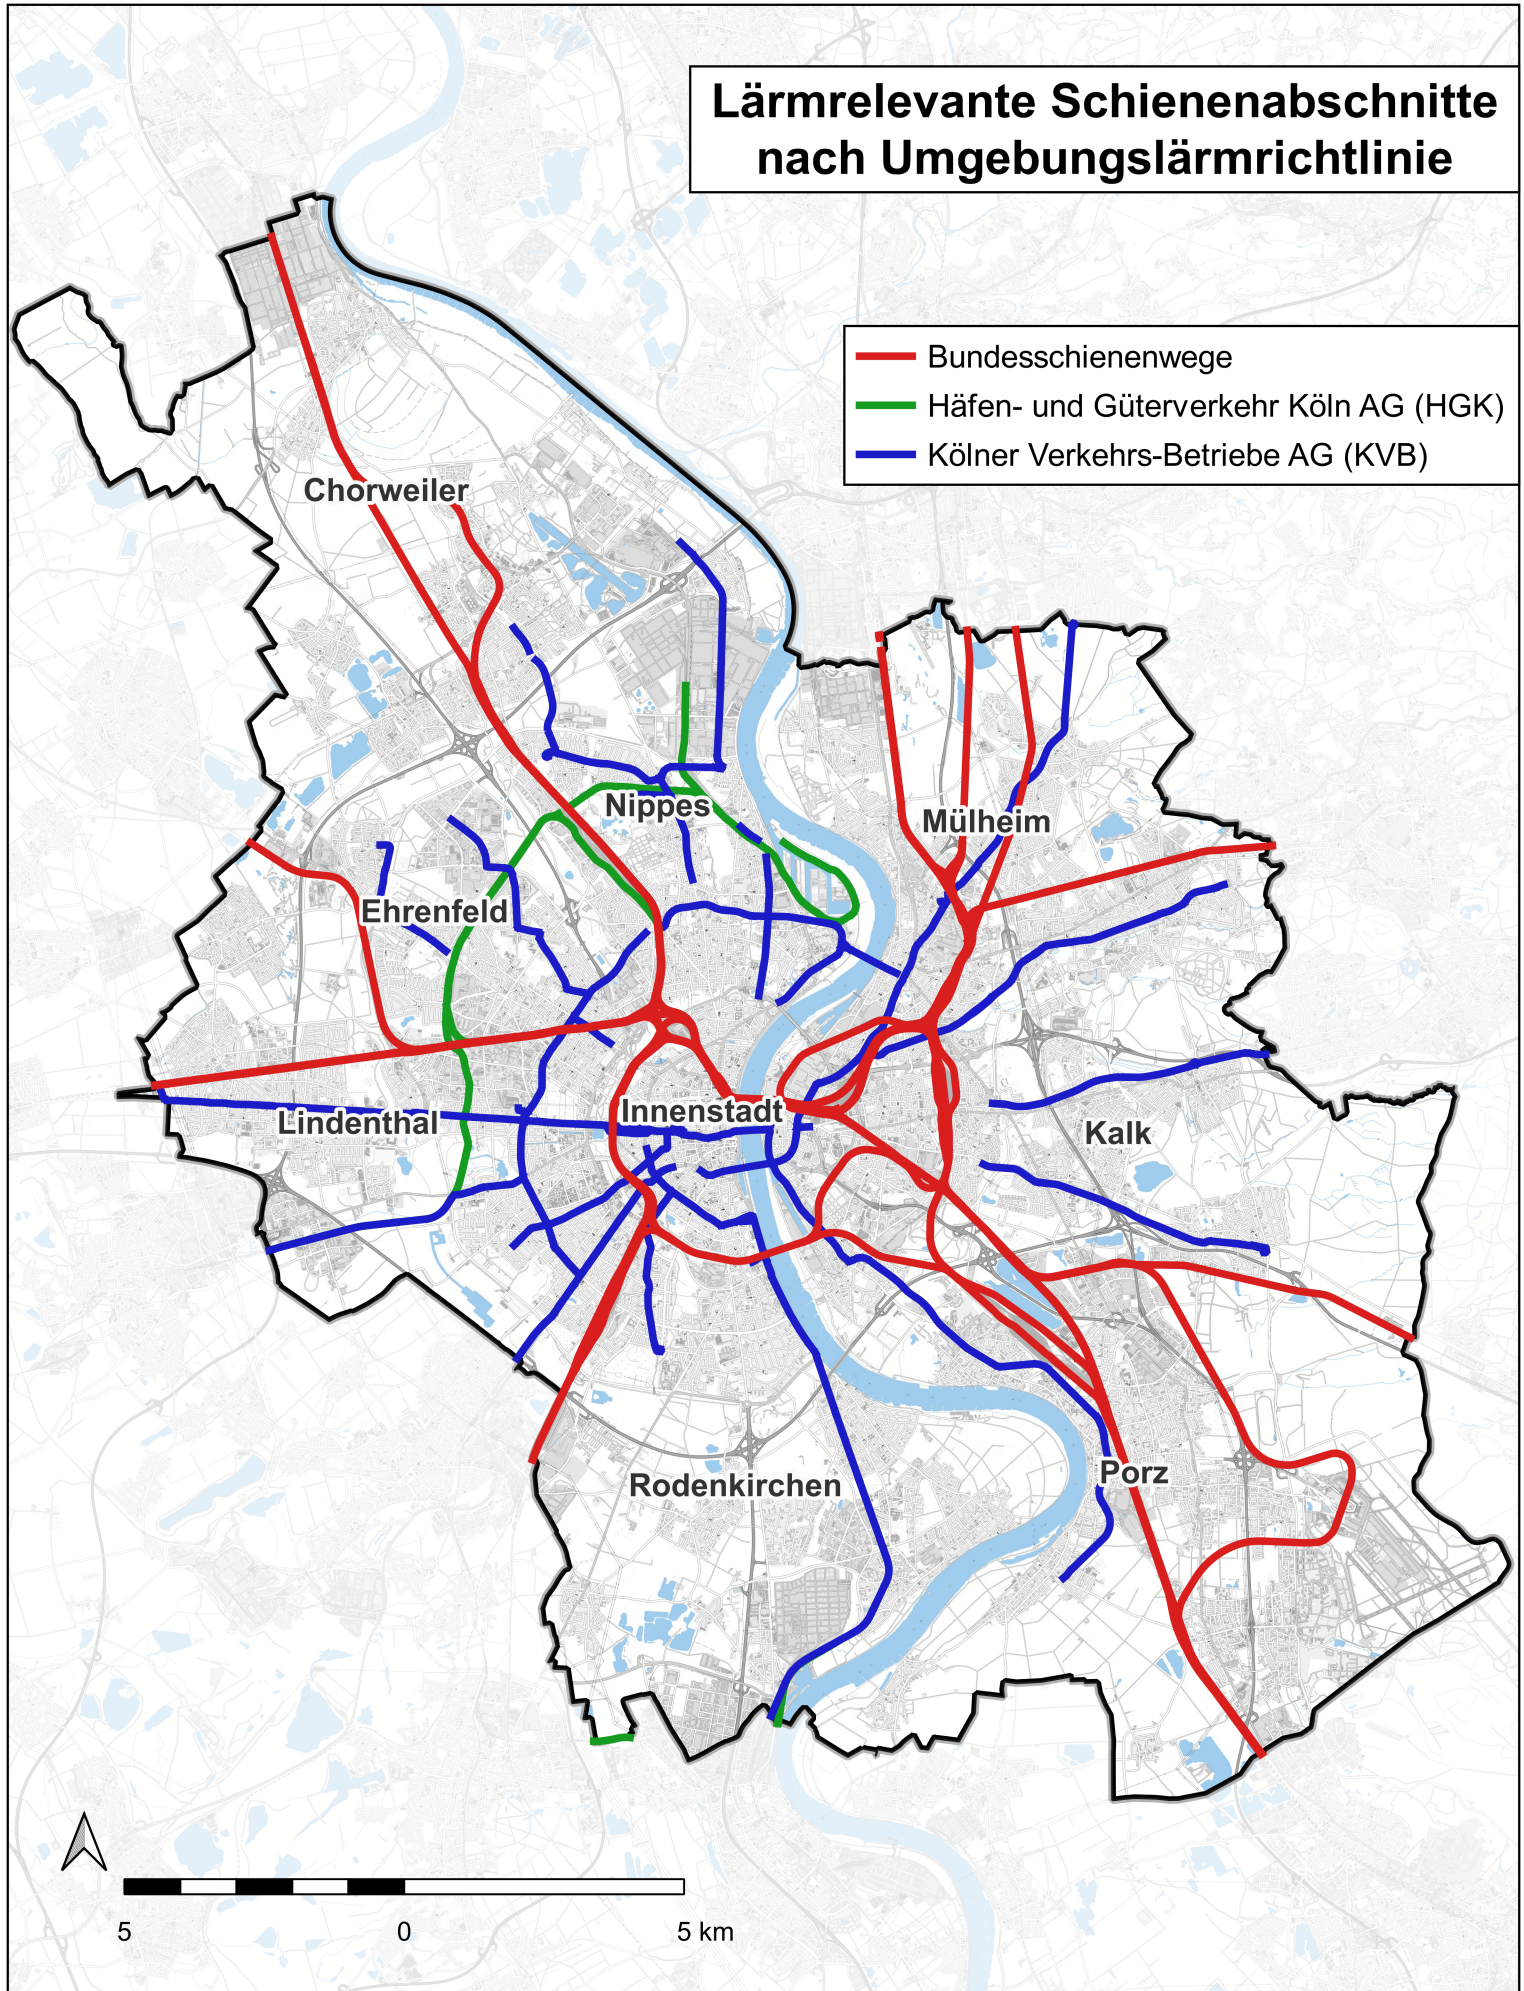 Lärmrelevante Schienenabschnitte
nach Umgebungslärmrichtlinie
Bundesschienenwege
Häfen- und Güterverkehr Köln AG (HGK)
Kölner Verkehrs-Betriebe AG (KVB)
Chorweiler
Nippes
Mülheim
Ehrenfeld
Innenstadt
Lindenthal
Kalk
Porz
Rodenkirchen
5 0 5 km